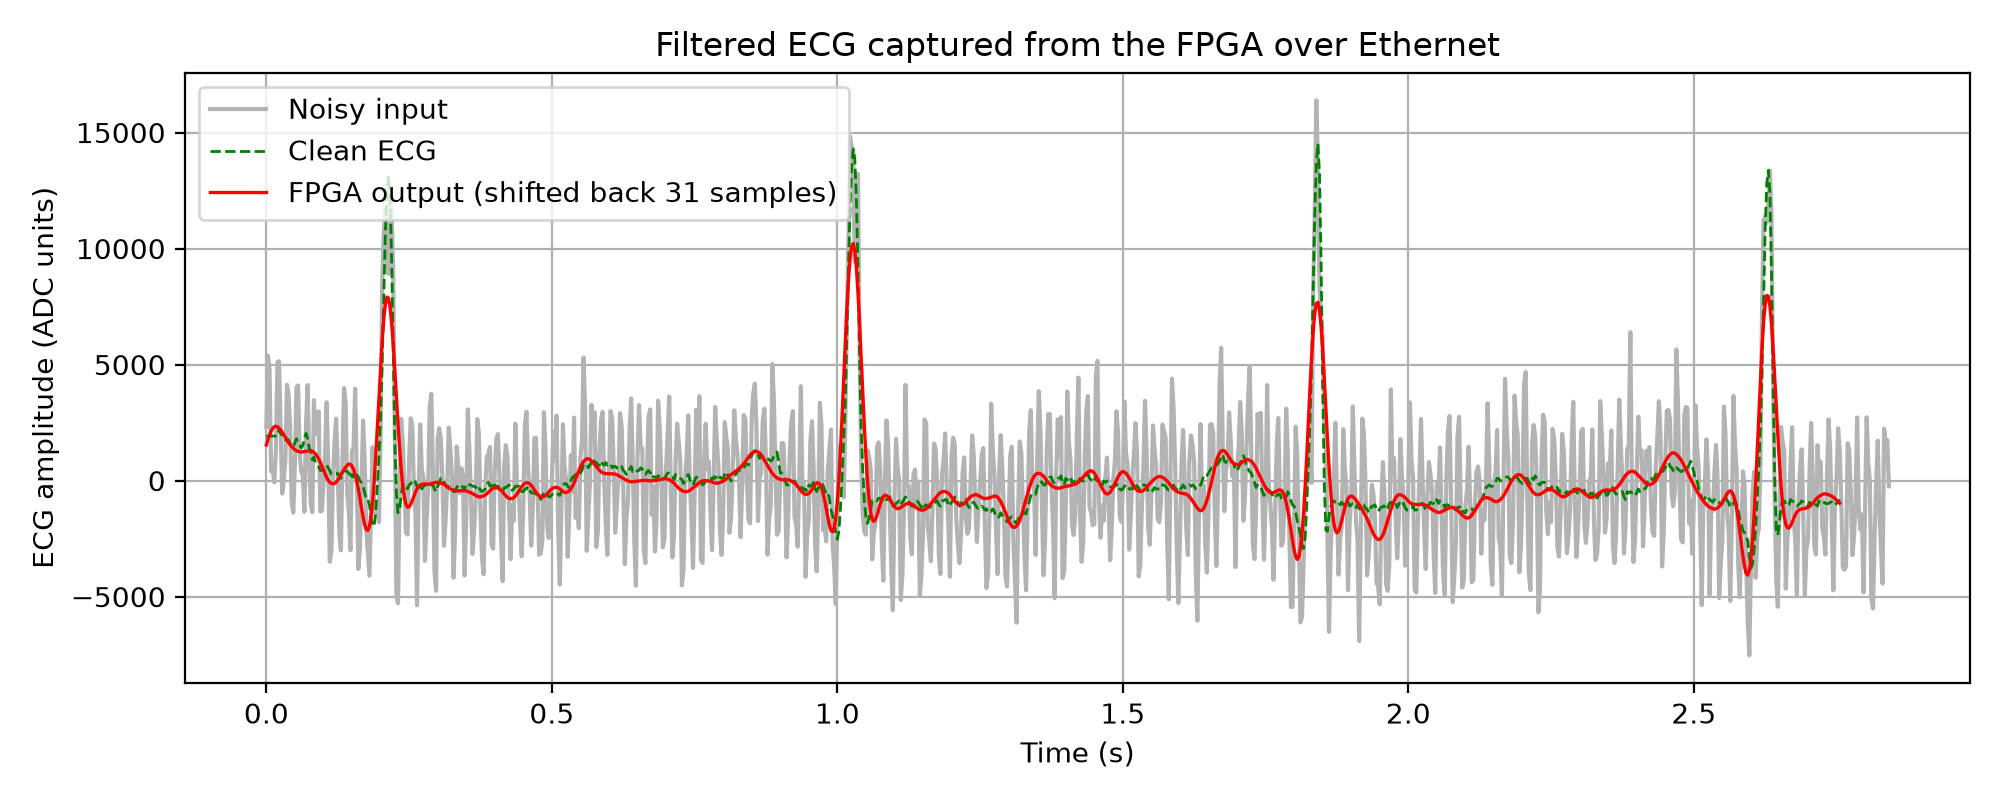 Filtered ECG captured from the FPGA over Ethernet
Noisy input
Clean ECG
FPGA output (shifted back 31 samples)
ECG amplitude (ADC units)
15000
10000
5000
0
−5000
0.0 0.5 1.0 1.5 2.0 2.5
Time (s)